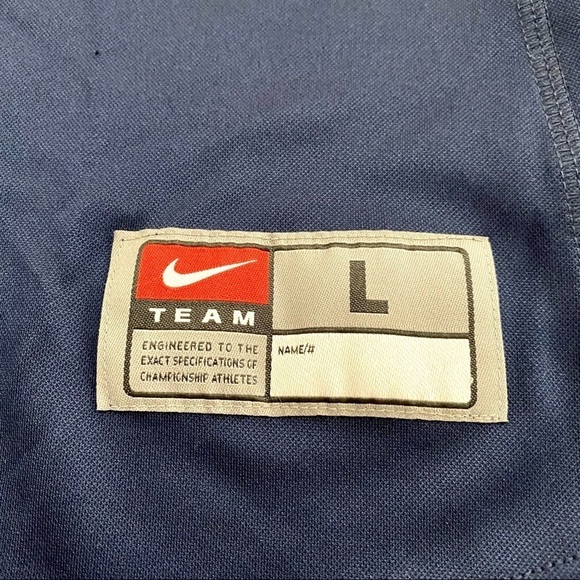 TEAM
L
ENGINEERED TO THE
EXACT SPECIFICATIONS OF
CHAMPIONSHIP ATHLETES
NAME/#